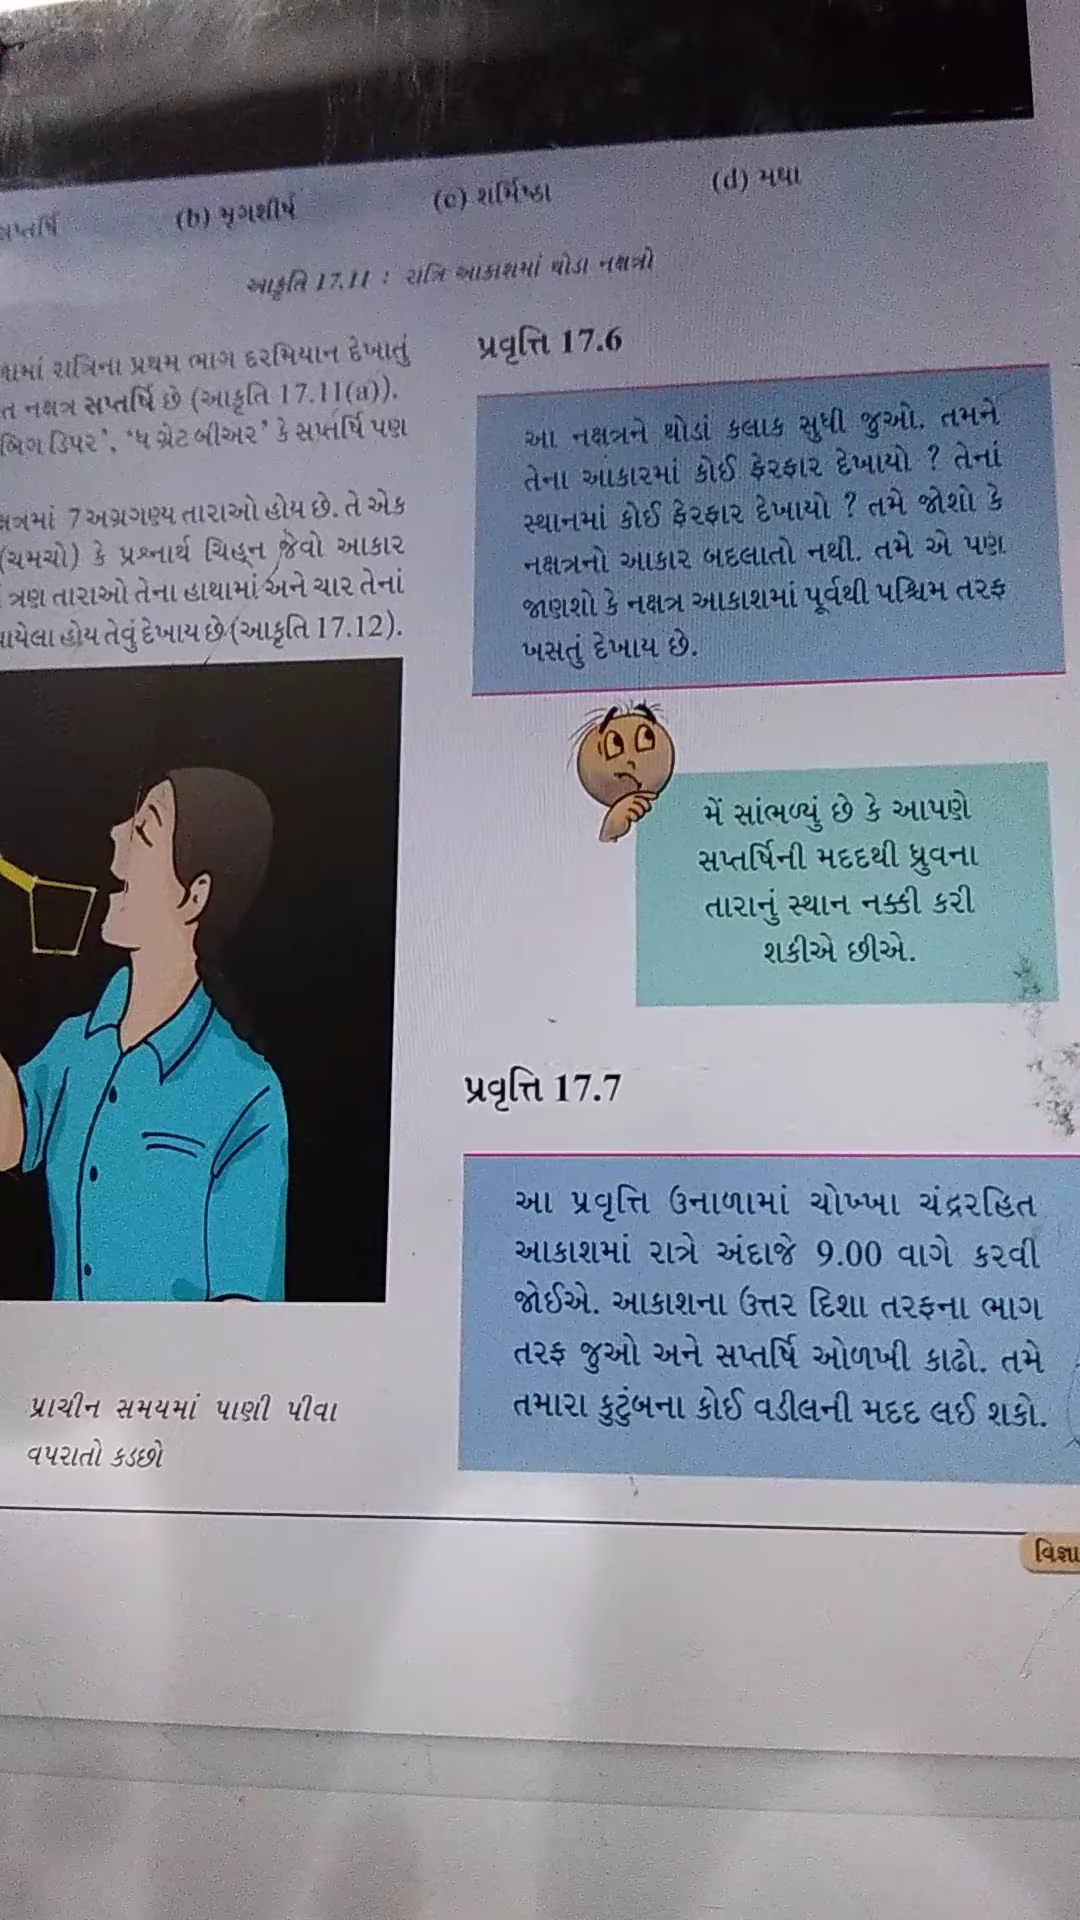 (b) મૃગશીર્ષ
(c) શર્મિષ્ઠા
(d) મઘા
આકૃતિ 17.11 : રાત્રિ આકાશમાં થોડા નક્ષત્રો
રાત્રિના પ્રથમ ભાગ દરમિયાન દેખાતું
નક્ષત્ર સપ્તર્ષિ છે (આકૃતિ 17.11(a)).
ડિપર', 'ધ ગ્રેટ બીઅર' કે સપ્તર્ષિ પણ
7 અગ્રગણ્ય તારાઓ હોય છે. તે એક
(ચમચો) કે પ્રશ્નાર્થ ચિહ્ન જેવો આકાર
ત્રણ તારાઓ તેના હાથામાં અને ચાર તેનાં
હોય તેવું દેખાય છે (આકૃતિ 17.12).
પ્રાચીન સમયમાં પાણી પીવા
વપરાતો કડછો
પ્રવૃત્તિ 17.6
આ નક્ષત્રને થોડાં કલાક સુધી જુઓ. તમને
તેના આકારમાં કોઈ ફેરફાર દેખાયો ? તેનાં
સ્થાનમાં કોઈ ફેરફાર દેખાયો ? તમે જોશો કે
નક્ષત્રનો આકાર બદલાતો નથી. તમે એ પણ
જાણશો કે નક્ષત્ર આકાશમાં પૂર્વથી પશ્ચિમ તરફ
ખસતું દેખાય છે.
મેં સાંભળ્યું છે કે આપણે
સપ્તર્ષિની મદદથી ધ્રુવના
તારાનું સ્થાન નક્કી કરી
શકીએ છીએ.
પ્રવૃત્તિ 17.7
આ પ્રવૃત્તિ ઉનાળામાં ચોખ્ખા ચંદ્રરહિત
આકાશમાં રાત્રે અંદાજે 9.00 વાગે કરવી
જોઈએ. આકાશના ઉત્તર દિશા તરફના ભાગ
તરફ જુઓ અને સપ્તર્ષિ ઓળખી કાઢો. તમે
તમારા કુટુંબના કોઈ વડીલની મદદ લઈ શકો.